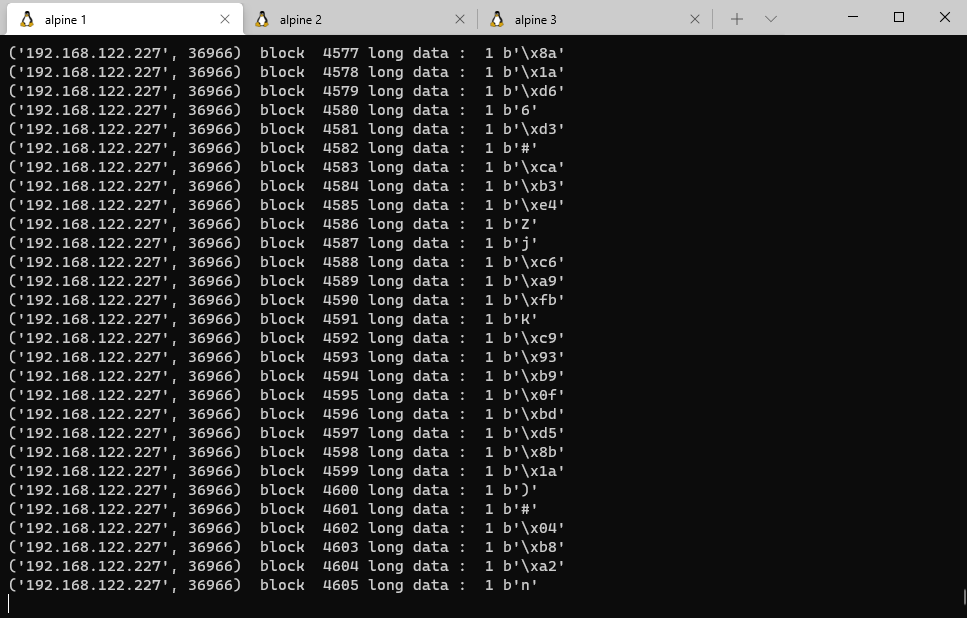 alpine 1 alpine 2 alpine 3
('192.168.122.227', 36966)  block  4577 long data :  1 b'\x8a'
('192.168.122.227', 36966)  block  4578 long data :  1 b'\x1a'
('192.168.122.227', 36966)  block  4579 long data :  1 b'\xd6'
('192.168.122.227', 36966)  block  4580 long data :  1 b'6'
('192.168.122.227', 36966)  block  4581 long data :  1 b'\xd3'
('192.168.122.227', 36966)  block  4582 long data :  1 b'#'
('192.168.122.227', 36966)  block  4583 long data :  1 b'\xca'
('192.168.122.227', 36966)  block  4584 long data :  1 b'\xb3'
('192.168.122.227', 36966)  block  4585 long data :  1 b'\xe4'
('192.168.122.227', 36966)  block  4586 long data :  1 b'Z'
('192.168.122.227', 36966)  block  4587 long data :  1 b'j'
('192.168.122.227', 36966)  block  4588 long data :  1 b'\xc6'
('192.168.122.227', 36966)  block  4589 long data :  1 b'\xa9'
('192.168.122.227', 36966)  block  4590 long data :  1 b'\xfb'
('192.168.122.227', 36966)  block  4591 long data :  1 b'K'
('192.168.122.227', 36966)  block  4592 long data :  1 b'\xc9'
('192.168.122.227', 36966)  block  4593 long data :  1 b'\x93'
('192.168.122.227', 36966)  block  4594 long data :  1 b'\xb9'
('192.168.122.227', 36966)  block  4595 long data :  1 b'\x0f'
('192.168.122.227', 36966)  block  4596 long data :  1 b'\xbd'
('192.168.122.227', 36966)  block  4597 long data :  1 b'\xd5'
('192.168.122.227', 36966)  block  4598 long data :  1 b'\x8b'
('192.168.122.227', 36966)  block  4599 long data :  1 b'\x1a'
('192.168.122.227', 36966)  block  4600 long data :  1 b')'
('192.168.122.227', 36966)  block  4601 long data :  1 b'#'
('192.168.122.227', 36966)  block  4602 long data :  1 b'\x04'
('192.168.122.227', 36966)  block  4603 long data :  1 b'\xb8'
('192.168.122.227', 36966)  block  4604 long data :  1 b'\xa2'
('192.168.122.227', 36966)  block  4605 long data :  1 b'n'